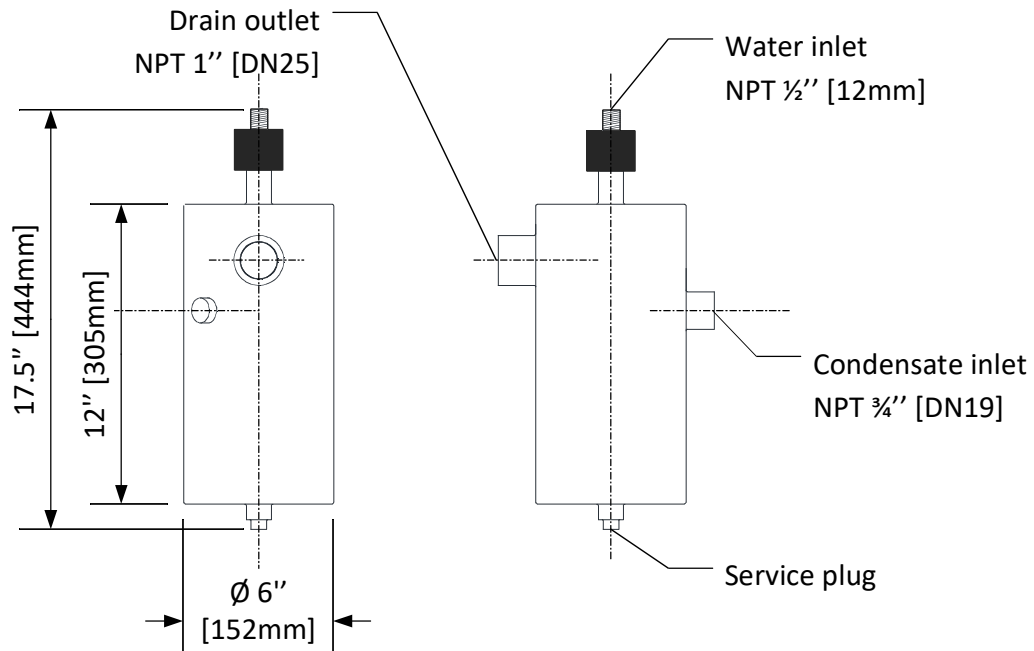 Drain outlet
NPT 1’’ [DN25]
Water inlet
NPT ½’’ [12mm]
17.5” [444mm]
12’’ [305mm]
Condensate inlet
NPT ¾’’ [DN19]
Service plug
Ø 6’’
[152mm]